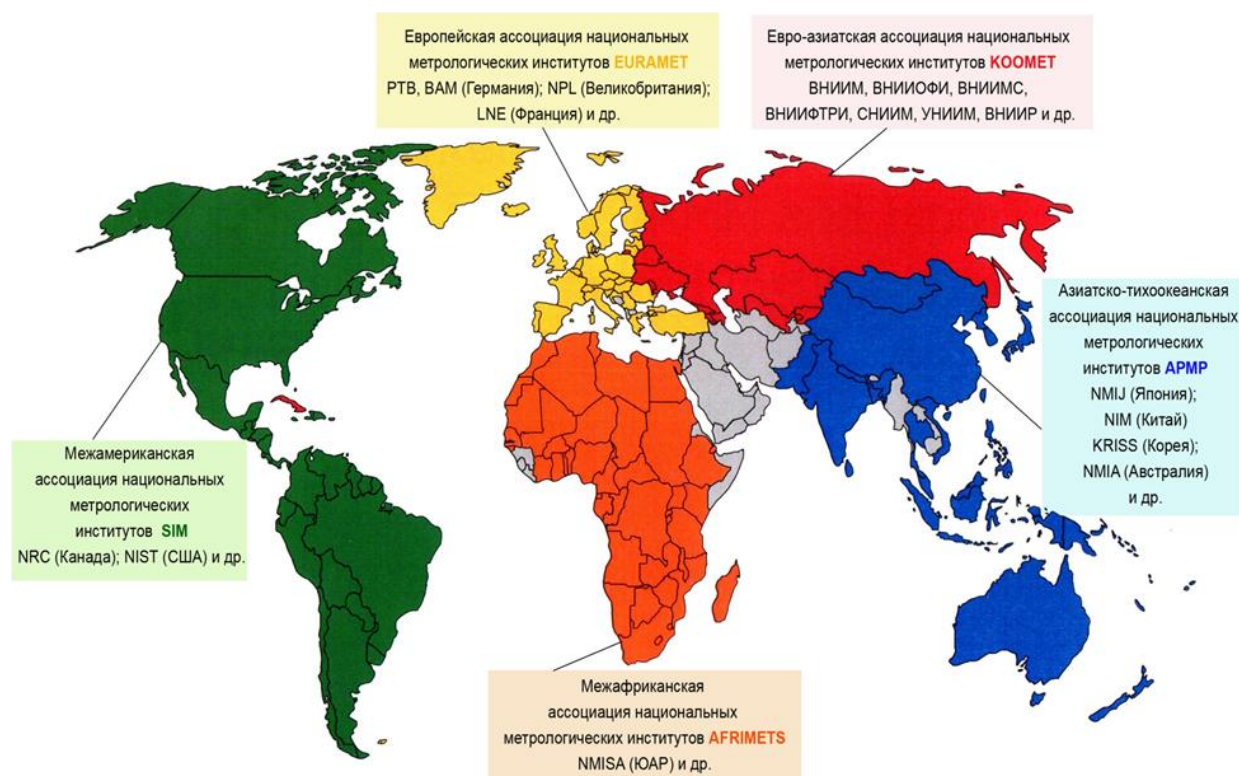 Европейская ассоциация национальных
метрологических институтов EURAMET
PTB, BAM (Германия); NPL (Великобритания);
LNE (Франция) и др.
Евро-азиатская ассоциация национальных
метрологических институтов KOOMET
ВНИИМ, ВНИИОФИ, ВНИИМС,
ВНИИФТРИ, СНИИМ, УНИИМ, ВНИИР и др.
Азиатско-тихоокеанская
ассоциация национальных
метрологических
институтов APMP
NMIJ (Япония);
NIM (Китай)
KRISS (Корея);
NMIA (Австралия)
и др.
Межамериканская
ассоциация национальных
метрологических
институтов SIM
NRC (Канада); NIST (США) и др.
Межафриканская
ассоциация национальных
метрологических институтов AFRIMETS
NMISA (ЮАР) и др.